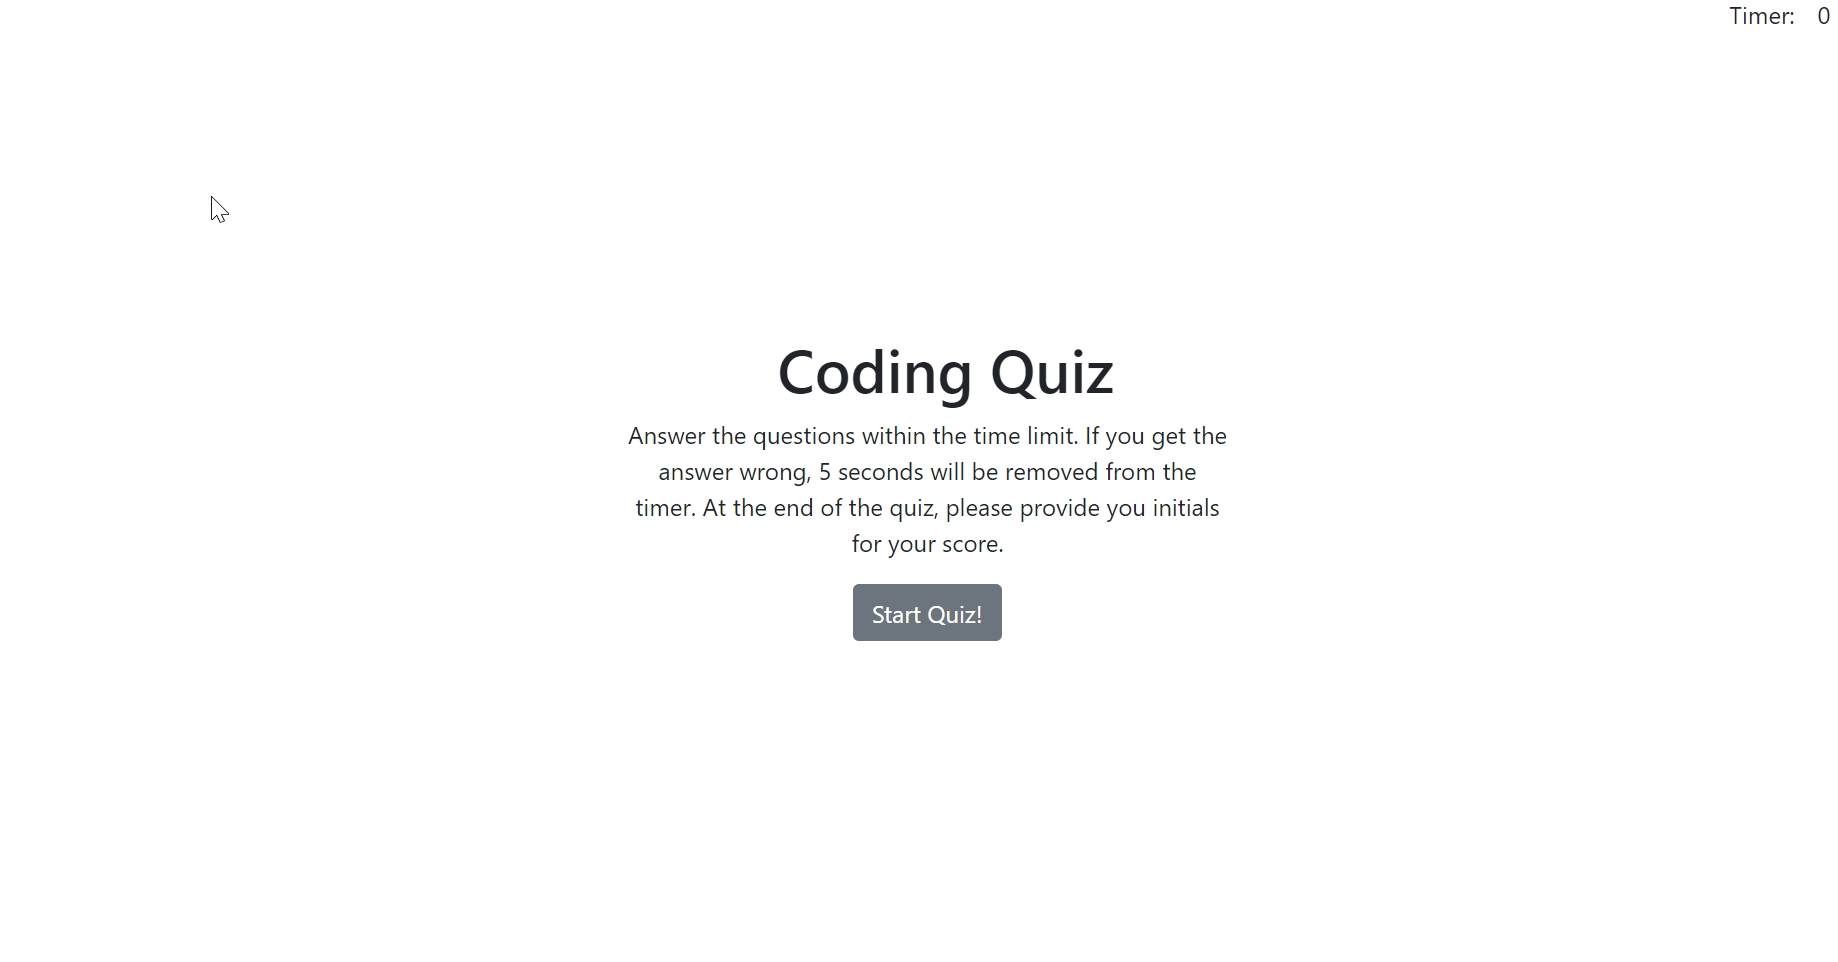 Timer: 0
Coding Quiz
Answer the questions within the time limit. If you get the
answer wrong, 5 seconds will be removed from the
timer. At the end of the quiz, please provide you initials
for your score.
Start Quiz!